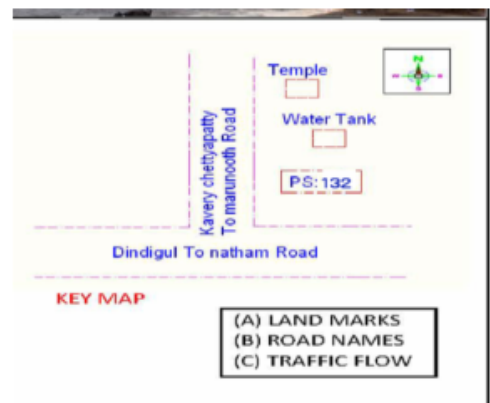 N
Temple
Water Tank
PS:132
Kavery chettyapatty
To marunooth Road
Dindigul To natham Road
KEY MAP
(A) LAND MARKS
(B) ROAD NAMES
(C) TRAFFIC FLOW